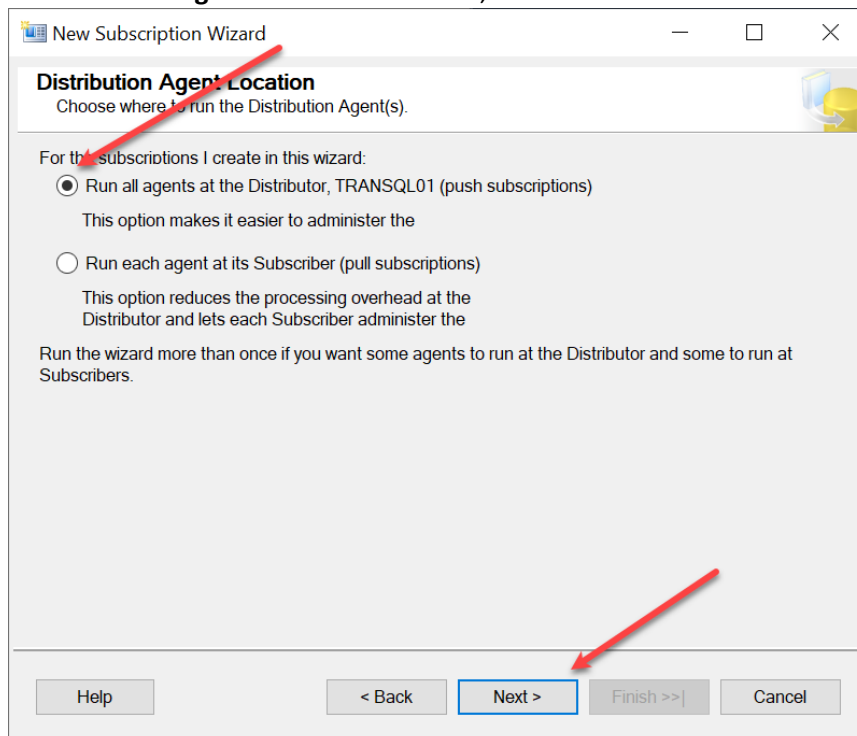 New Subscription Wizard
Distribution Agent Location
Choose where to run the Distribution Agent(s).
For the subscriptions I create in this wizard:
Run all agents at the Distributor, TRANSQL01 (push subscriptions)
This option makes it easier to administer the
Run each agent at its Subscriber (pull subscriptions)
This option reduces the processing overhead at the
Distributor and lets each Subscriber administer the
Run the wizard more than once if you want some agents to run at the Distributor and some to run at
Subscribers.
Help
< Back
Next >
Finish >>|
Cancel